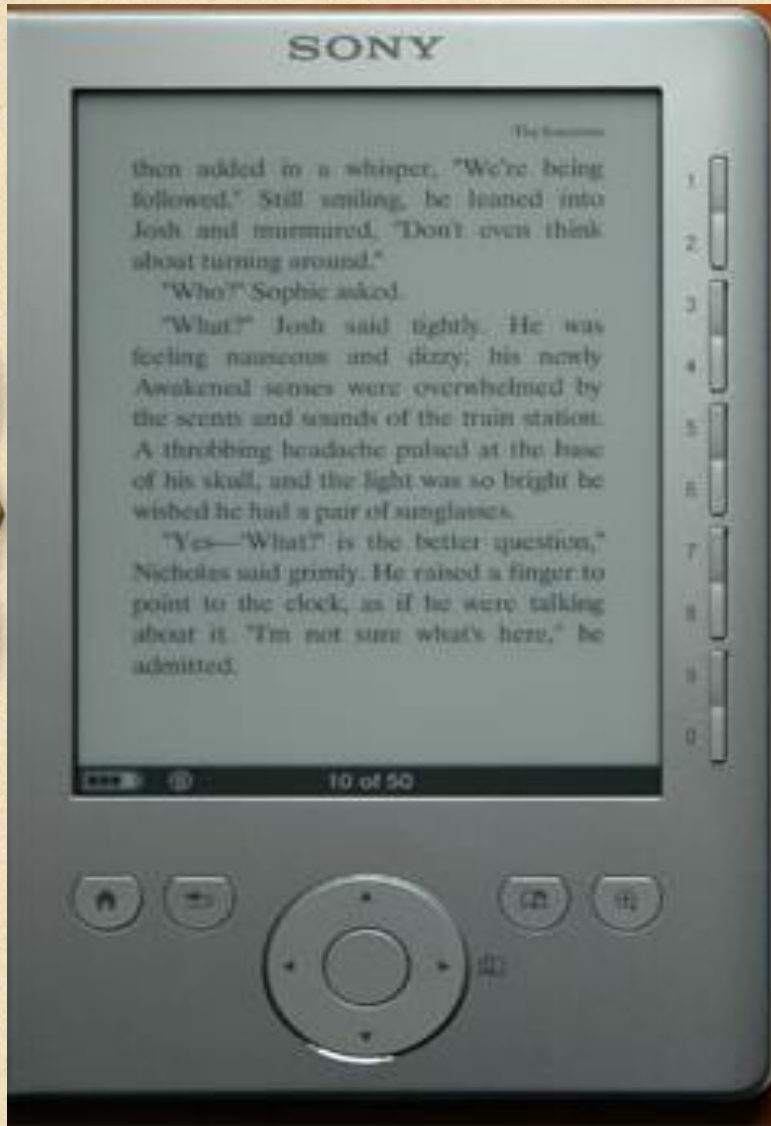 SONY
then added in a whisper, "We're being
followed." Still smiling, he leaned into
Josh and murmured, "Don't even think
about turning around."
"Who?" Sophie asked.
"What?" Josh said tightly. He was
feeling nauseous and dizzy; his newly
Awakened senses were overwhelmed by
the scents and sounds of the train station.
A throbbing headache pulsed at the base
of his skull, and the light was so bright he
wished he had a pair of sunglasses.
"Yes—'What?' is the better question,"
Nicholas said grimly. He raised a finger to
point to the clock, as if he were talking
about it. "I'm not sure what's here," he
admitted.
10 of 50
1
2
3
4
5
6
7
8
9
0